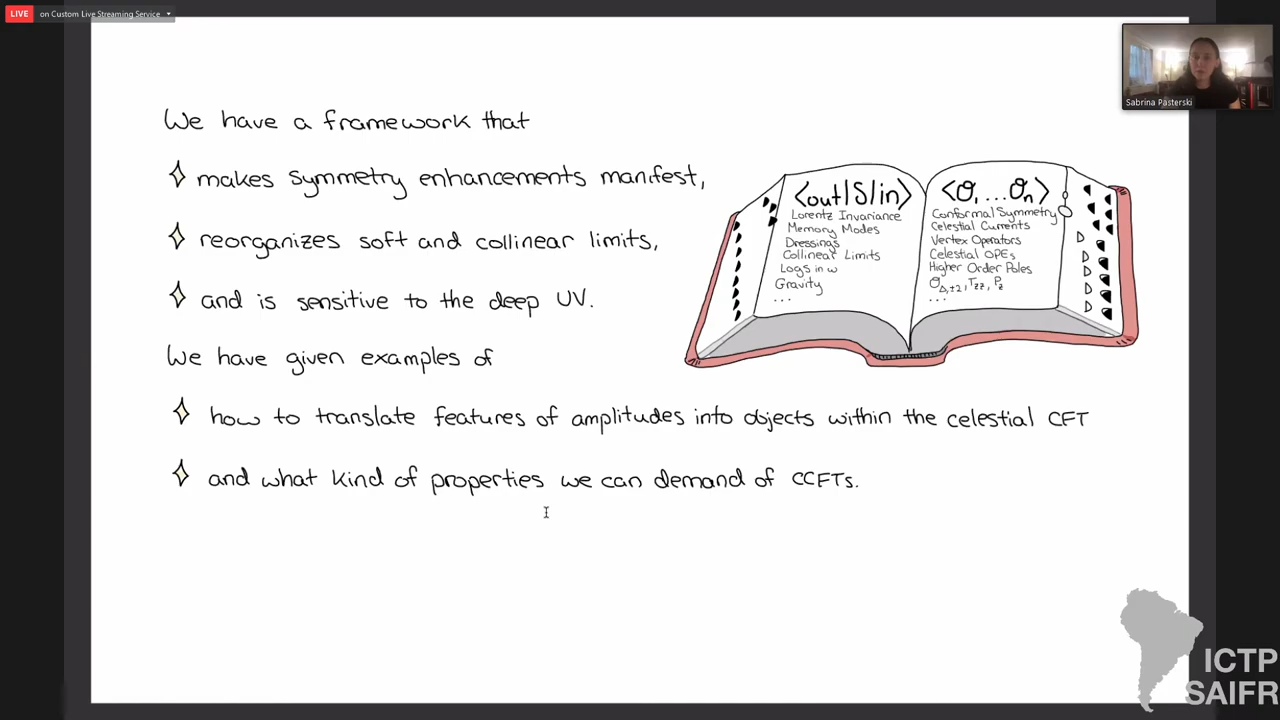 LIVE on Custom Live Streaming Service
Sabrina Pasterski
We have a framework that
makes symmetry enhancements manifest,
reorganizes soft and collinear limits,
and is sensitive to the deep UV.
We have given examples of
how to translate features of amplitudes into objects within the celestial CFT
and what kind of properties we can demand of CCFTs.
<out|S|in>
Lorentz Invariance
Memory Modes
Dressings
Collinear Limits
Logs in ω
Gravity
...
<O₁...Oₙ>
Conformal Symmetry
Celestial Currents
Vertex Operators
Celestial OPEs
Higher Order Poles
O_Δ,±2, T_zz, P_z
...
ICTP
SAIFR